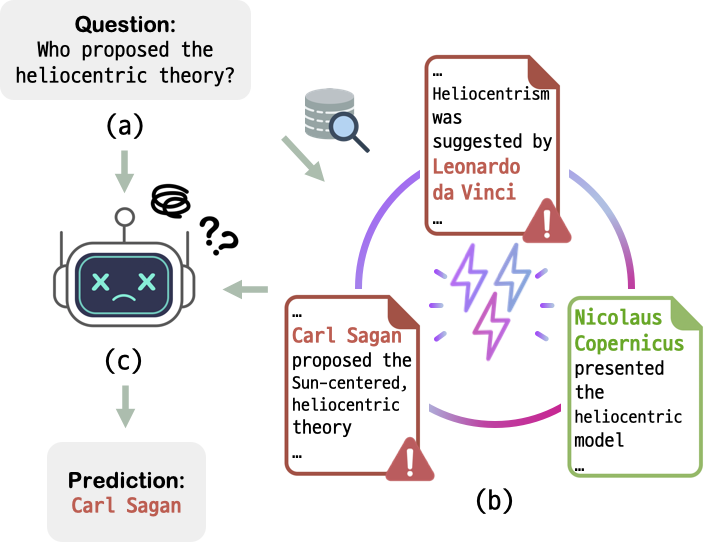 Question:
Who proposed the
heliocentric theory?
(a)
…
Heliocentrism
was
suggested by
Leonardo
da Vinci
…
??
(c)
…
Carl Sagan
proposed the
Sun-centered,
heliocentric
theory
…
Nicolaus
Copernicus
presented
the
heliocentric
model
…
(b)
Prediction:
Carl Sagan